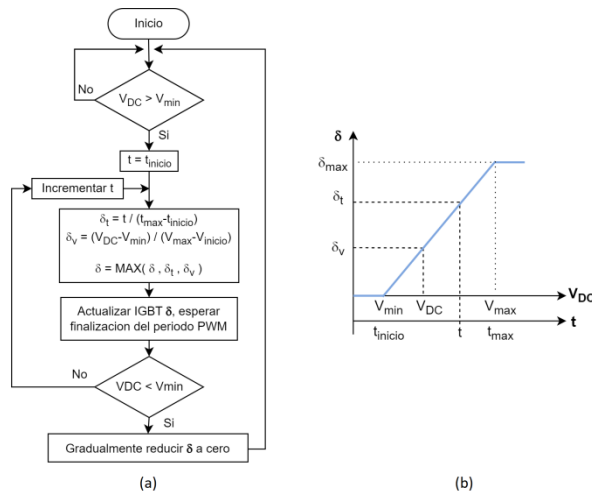 Inicio
No
V_DC > V_min
Si
t = t_inicio
Incrementar t
δ_t = t / (t_max-t_inicio)
δ_v = (V_DC-V_min) / (V_max-V_inicio)
δ = MAX( δ , δ_t , δ_v )
Actualizar IGBT δ, esperar
finalizacion del periodo PWM
No
VDC < Vmin
Si
Gradualmente reducir δ a cero
(a)
δ
δ_max
δ_t
δ_v
V_min V_DC V_max V_DC
t_inicio t t_max t
(b)